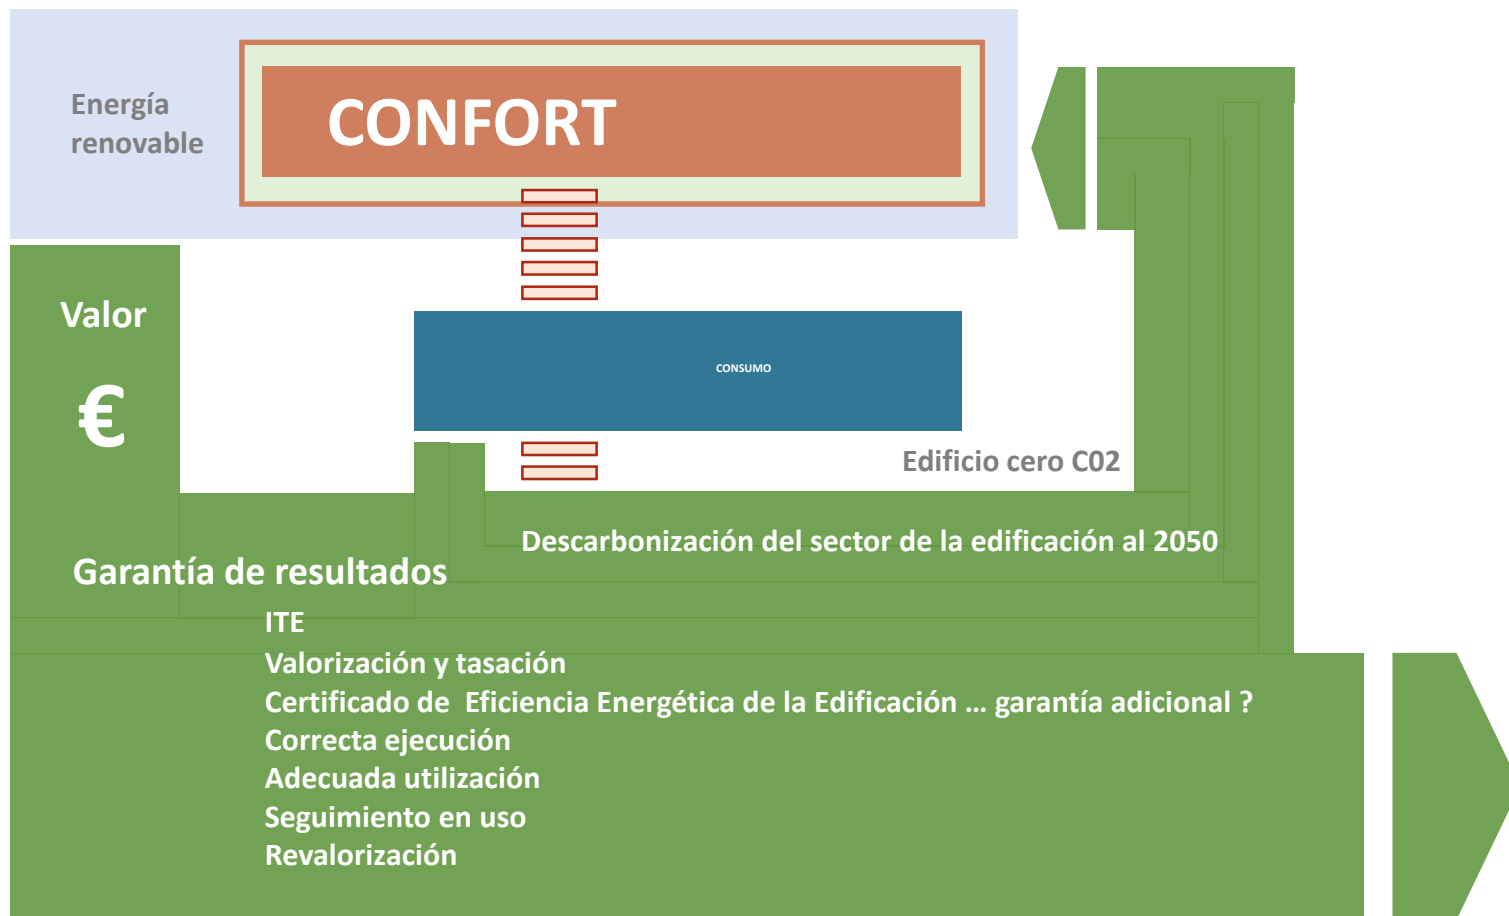 Energía
renovable
CONFORT
Valor
€
CONSUMO
Edificio cero C02
Descarbonización del sector de la edificación al 2050
Garantía de resultados
ITE
Valorización y tasación
Certificado de  Eficiencia Energética de la Edificación ... garantía adicional ?
Correcta ejecución
Adecuada utilización
Seguimiento en uso
Revalorización